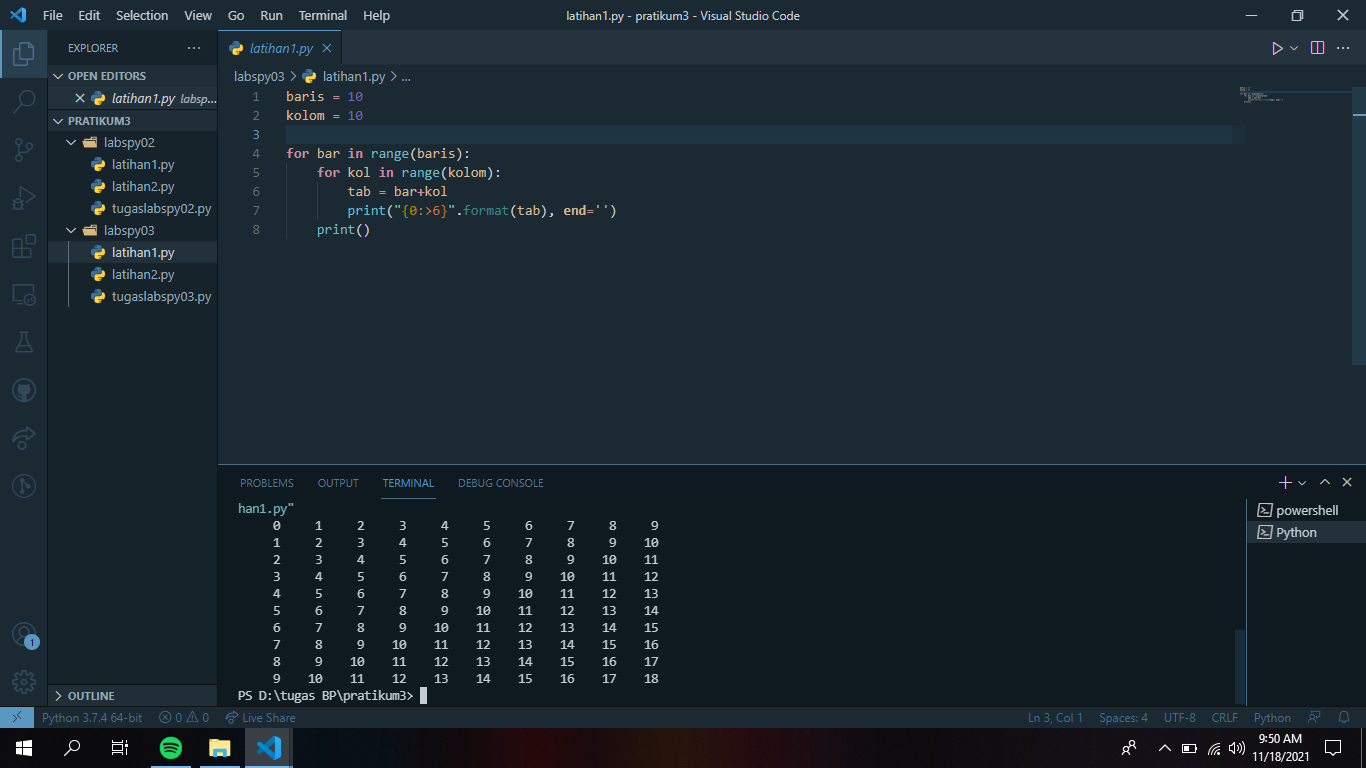 File Edit Selection View Go Run Terminal Help latihan1.py - pratikum3 - Visual Studio Code
EXPLORER
OPEN EDITORS
latihan1.py labsp...
PRATIKUM3
labspy02
latihan1.py
latihan2.py
tugaslabspy02.py
labspy03
latihan1.py
latihan2.py
tugaslabspy03.py
OUTLINE
latihan1.py
labspy03 > latihan1.py > ...
1 baris = 10
2 kolom = 10
3
4 for bar in range(baris):
5     for kol in range(kolom):
6         tab = bar+kol
7         print("{0:>6}".format(tab), end='')
8     print()
PROBLEMS OUTPUT TERMINAL DEBUG CONSOLE
han1.py"
0 1 2 3 4 5 6 7 8 9
1 2 3 4 5 6 7 8 9 10
2 3 4 5 6 7 8 9 10 11
3 4 5 6 7 8 9 10 11 12
4 5 6 7 8 9 10 11 12 13
5 6 7 8 9 10 11 12 13 14
6 7 8 9 10 11 12 13 14 15
7 8 9 10 11 12 13 14 15 16
8 9 10 11 12 13 14 15 16 17
9 10 11 12 13 14 15 16 17 18
PS D:\tugas BP\pratikum3>
powershell
Python
1
Python 3.7.4 64-bit 0 0 Live Share Ln 3, Col 1 Spaces: 4 UTF-8 CRLF Python
9:50 AM
11/18/2021